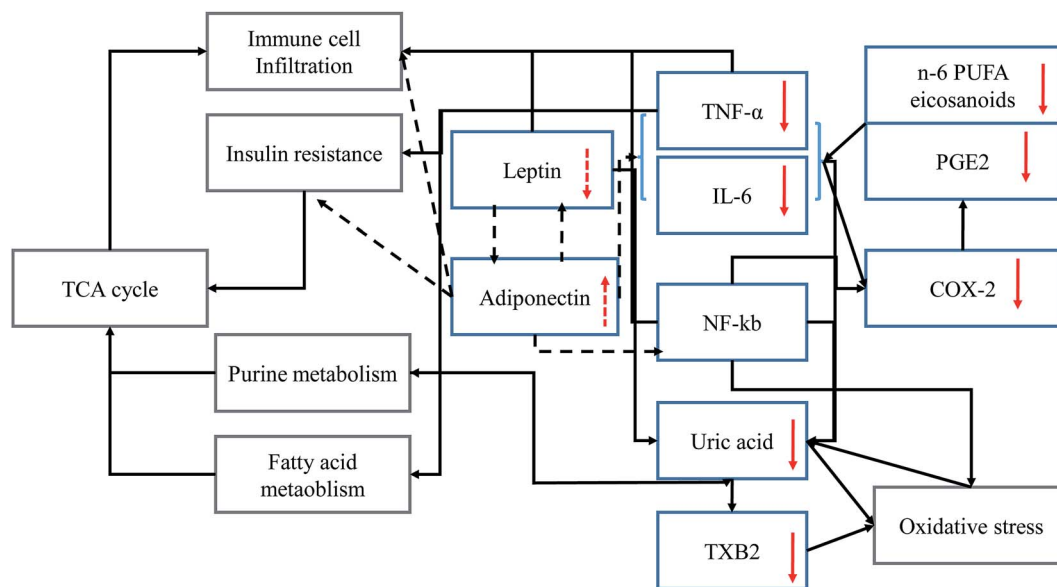 Immune cell
Infiltration
Insulin resistance
TCA cycle
Purine metabolism
Fatty acid
metaoblism
Leptin
Adiponectin
TNF-α
IL-6
NF-kb
Uric acid
TXB2
n-6 PUFA
eicosanoids
PGE2
COX-2
Oxidative stress